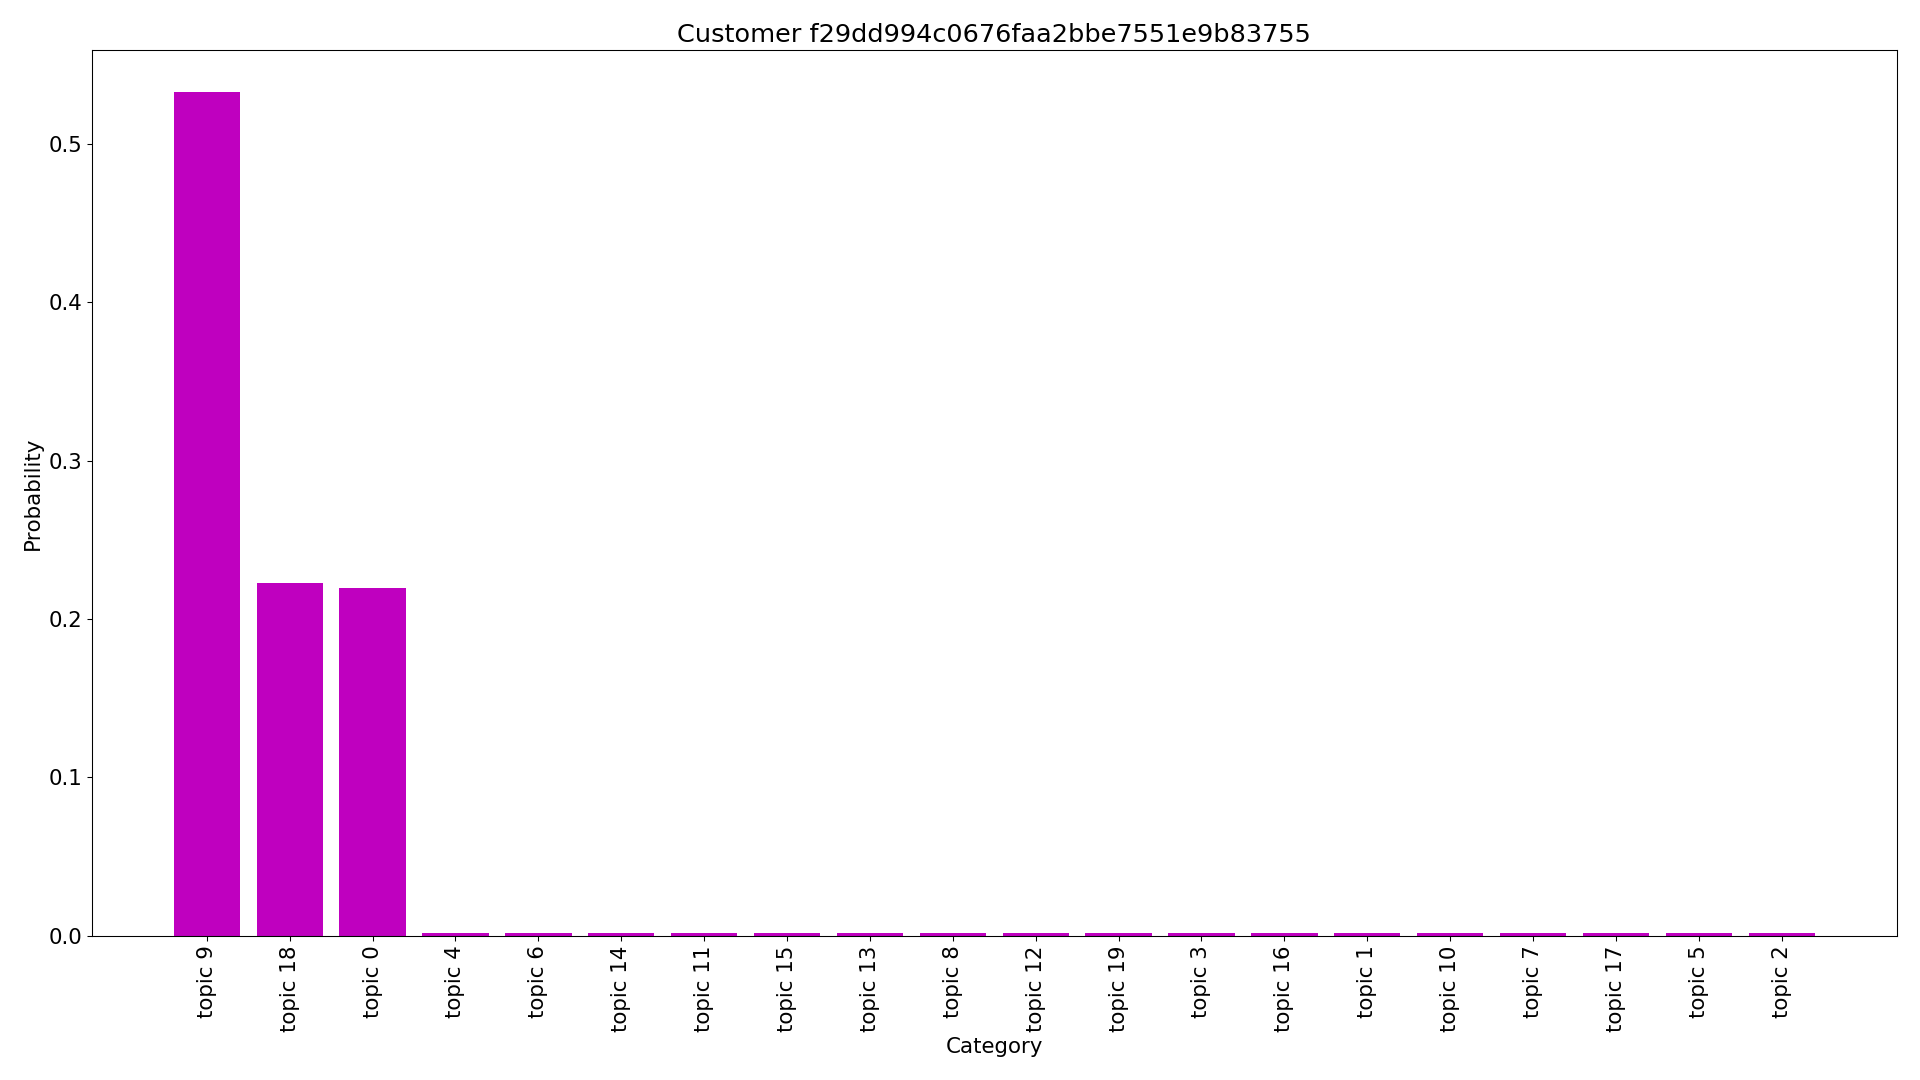 Customer f29dd994c0676faa2bbe7551e9b83755
Probability
0.5
0.4
0.3
0.2
0.1
0.0
topic 9
topic 18
topic 0
topic 4
topic 6
topic 14
topic 11
topic 15
topic 13
topic 8
topic 12
topic 19
topic 3
topic 16
topic 1
topic 10
topic 7
topic 17
topic 5
topic 2
Category